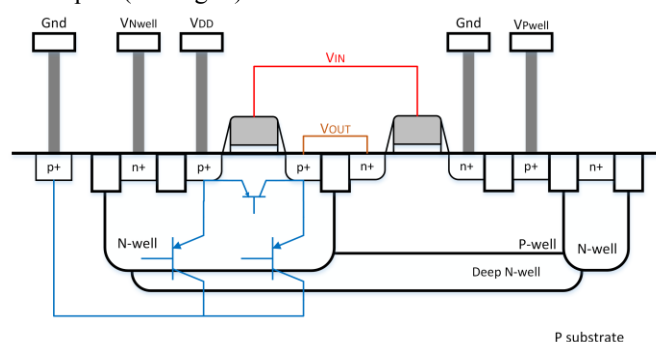 Gnd VNwell VDD Gnd VPwell
VIN
VOUT
p+ n+ p+ p+ n+ n+ p+ n+
N-well P-well N-well
Deep N-well
P substrate